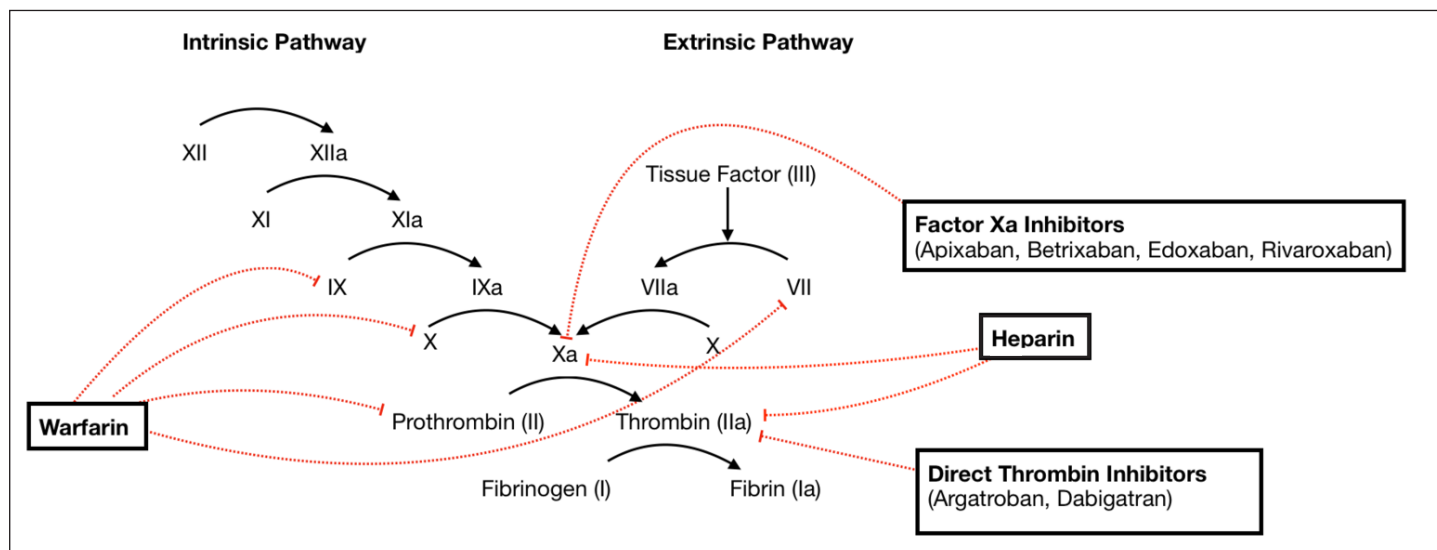 Intrinsic Pathway
Extrinsic Pathway
XII
XIIa
Tissue Factor (III)
XI
XIa
Factor Xa Inhibitors
(Apixaban, Betrixaban, Edoxaban, Rivaroxaban)
IX
IXa
VIIa
VII
X
Xa
X
Heparin
Warfarin
Prothrombin (II)
Thrombin (IIa)
Fibrinogen (I)
Fibrin (Ia)
Direct Thrombin Inhibitors
(Argatroban, Dabigatran)